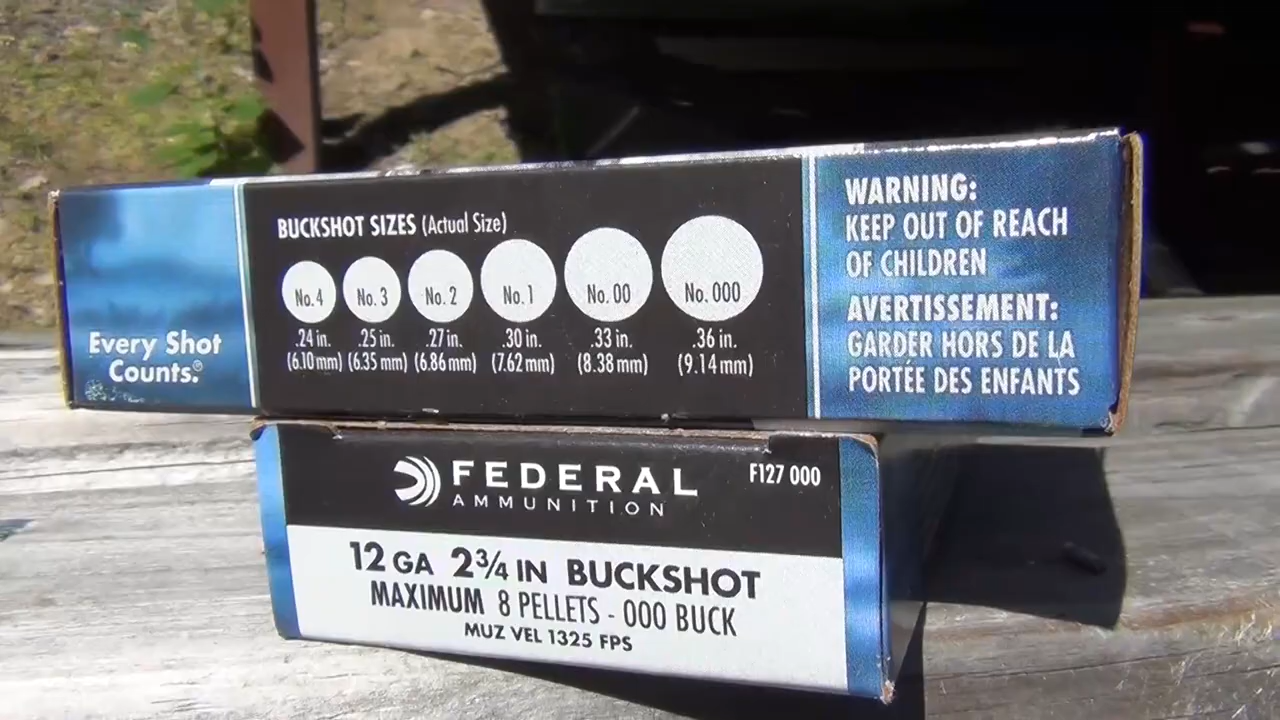 BUCKSHOT SIZES (Actual Size)
No.4 No.3 No.2 No.1 No.00 No.000
.24 in. .25 in. .27 in. .30 in. .33 in. .36 in.
(6.10 mm) (6.35 mm) (6.86 mm) (7.62 mm) (8.38 mm) (9.14 mm)
Every Shot
Counts.®
WARNING:
KEEP OUT OF REACH
OF CHILDREN
AVERTISSEMENT:
GARDER HORS DE LA
PORTÉE DES ENFANTS
FEDERAL
AMMUNITION
F127 000
12 GA 2¾ IN BUCKSHOT
MAXIMUM 8 PELLETS - 000 BUCK
MUZ VEL 1325 FPS